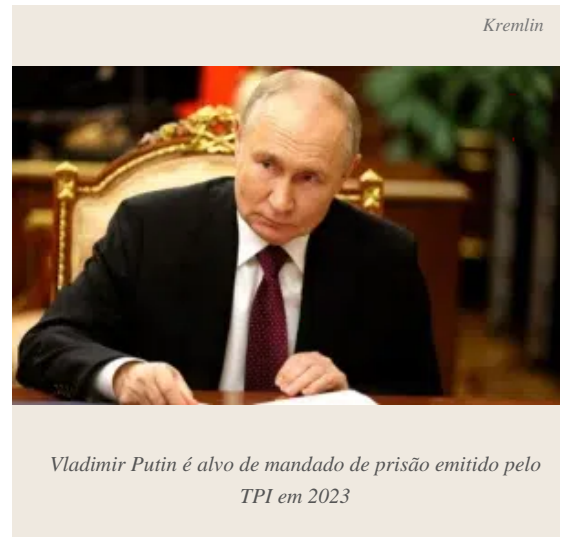 Kremlin
Vladimir Putin é alvo de mandado de prisão emitido pelo
TPI em 2023